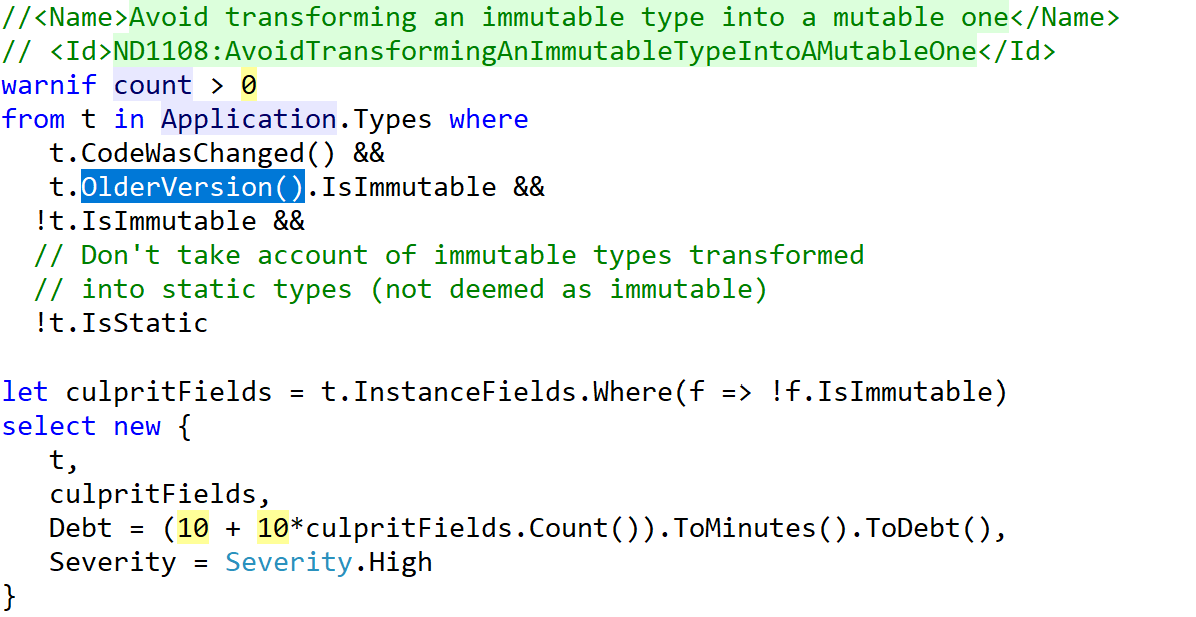 //<Name>Avoid transforming an immutable type into a mutable one</Name>
// <Id>ND1108:AvoidTransformingAnImmutableTypeIntoAMutableOne</Id>
warnif count > 0
from t in Application.Types where
   t.CodeWasChanged() &&
   t.OlderVersion().IsImmutable &&
  !t.IsImmutable &&
  // Don't take account of immutable types transformed
  // into static types (not deemed as immutable)
  !t.IsStatic

let culpritFields = t.InstanceFields.Where(f => !f.IsImmutable)
select new {
   t,
   culpritFields,
   Debt = (10 + 10*culpritFields.Count()).ToMinutes().ToDebt(),
   Severity = Severity.High
}